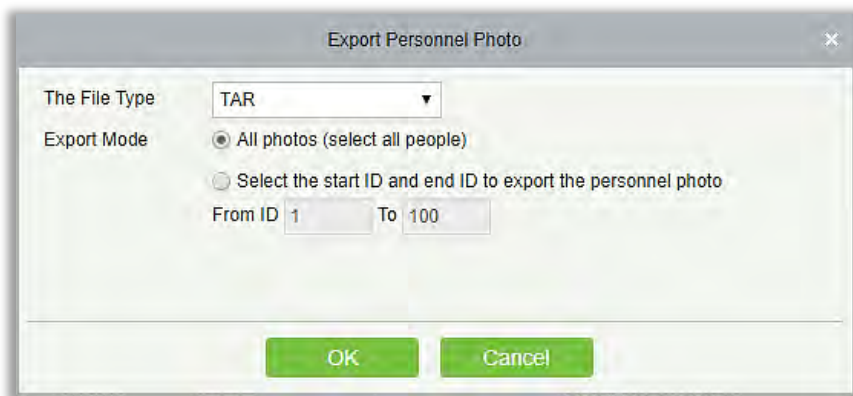 Export Personnel Photo ×
The File Type TAR
Export Mode All photos (select all people)
Select the start ID and end ID to export the personnel photo
From ID 1 To 100
OK Cancel